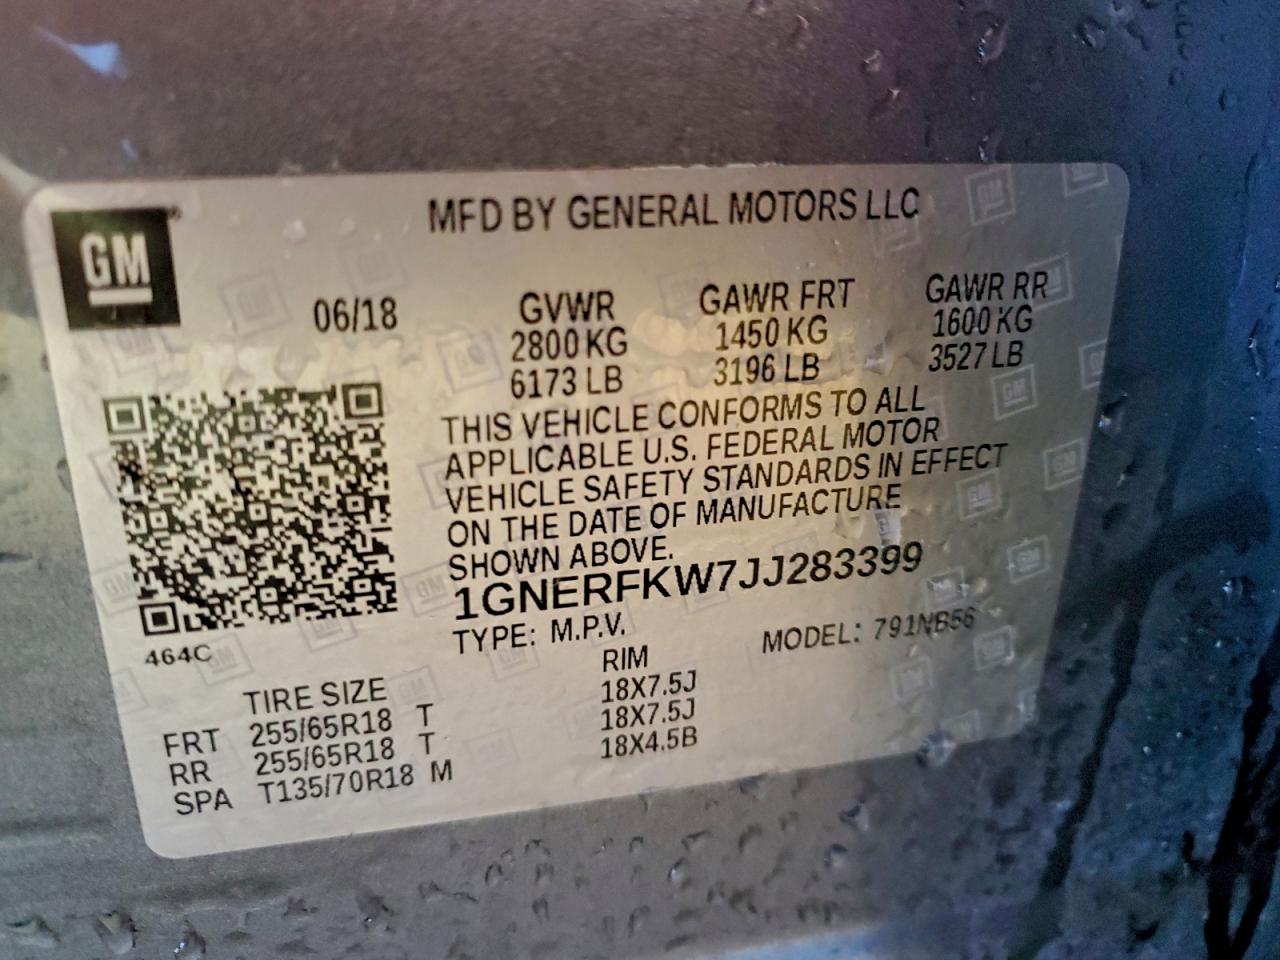 GM
MFD BY GENERAL MOTORS LLC
06/18 GVWR GAWR FRT GAWR RR
2800 KG 1450 KG 1600 KG
6173 LB 3196 LB 3527 LB
THIS VEHICLE CONFORMS TO ALL
APPLICABLE U.S. FEDERAL MOTOR
VEHICLE SAFETY STANDARDS IN EFFECT
ON THE DATE OF MANUFACTURE
SHOWN ABOVE.
1GNERFKW7JJ283399
TYPE: M.P.V. MODEL: 791NB56
464C
TIRE SIZE RIM
FRT 255/65R18 T 18X7.5J
RR 255/65R18 T 18X7.5J
SPA T135/70R18 M 18X4.5B